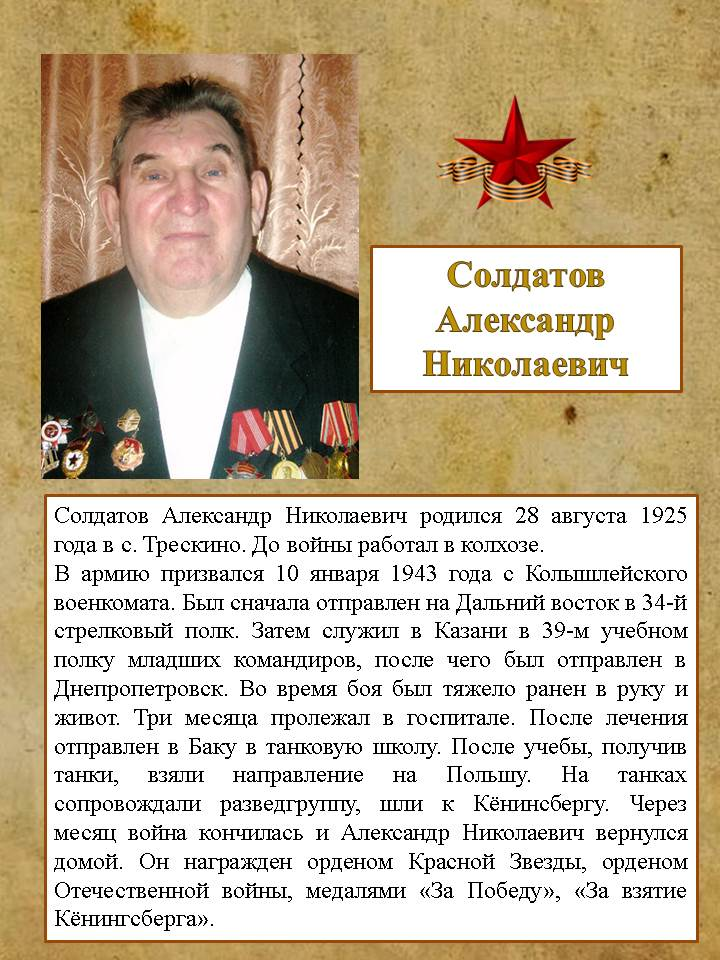 Солдатов
Александр
Николаевич
Солдатов Александр Николаевич родился 28 августа 1925
года в с. Трескино. До войны работал в колхозе.
В армию призвался 10 января 1943 года с Колышлейского
военкомата. Был сначала отправлен на Дальний восток в 34-й
стрелковый полк. Затем служил в Казани в 39-м учебном
полку младших командиров, после чего был отправлен в
Днепропетровск. Во время боя был тяжело ранен в руку и
живот. Три месяца пролежал в госпитале. После лечения
отправлен в Баку в танковую школу. После учебы, получив
танки, взяли направление на Польшу. На танках
сопровождали разведгруппу, шли к Кёнинсбергу. Через
месяц война кончилась и Александр Николаевич вернулся
домой. Он награжден орденом Красной Звезды, орденом
Отечественной войны, медалями «За Победу», «За взятие
Кёнингсберга».